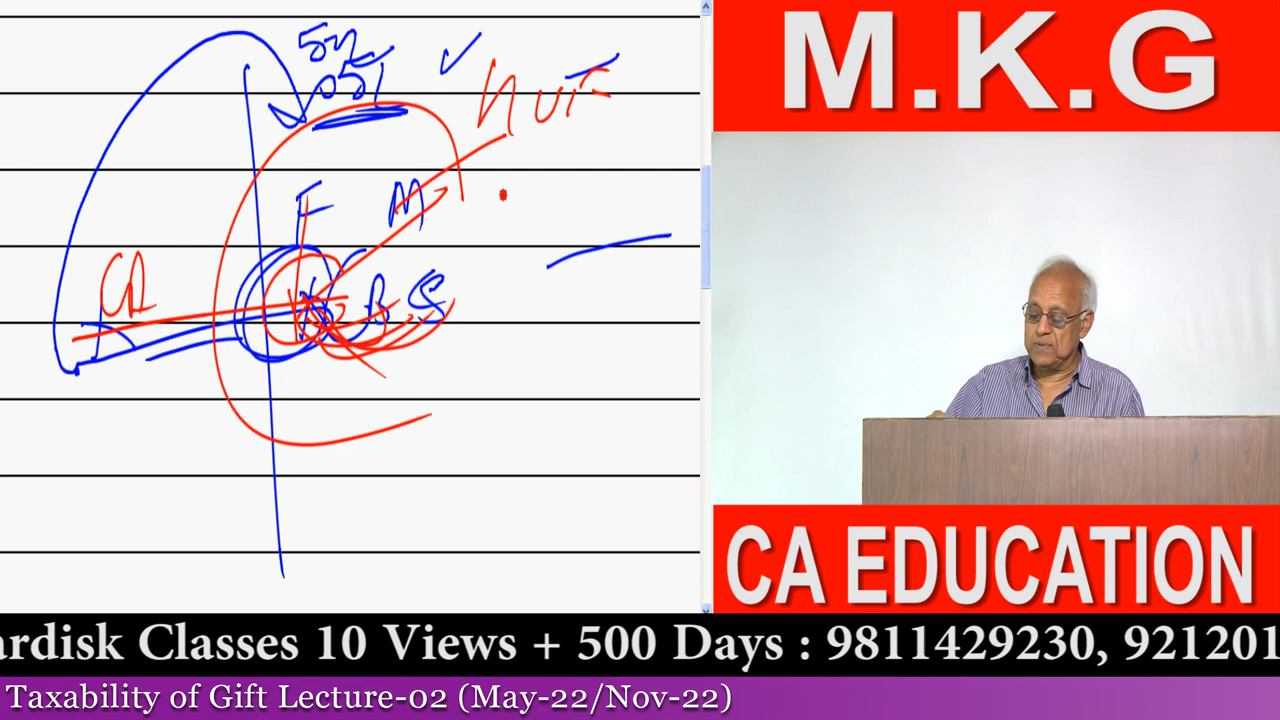 M.K.G
F M
B S
CA EDUCATION
ardisk Classes 10 Views + 500 Days : 9811429230, 921201
Taxability of Gift Lecture-02 (May-22/Nov-22)